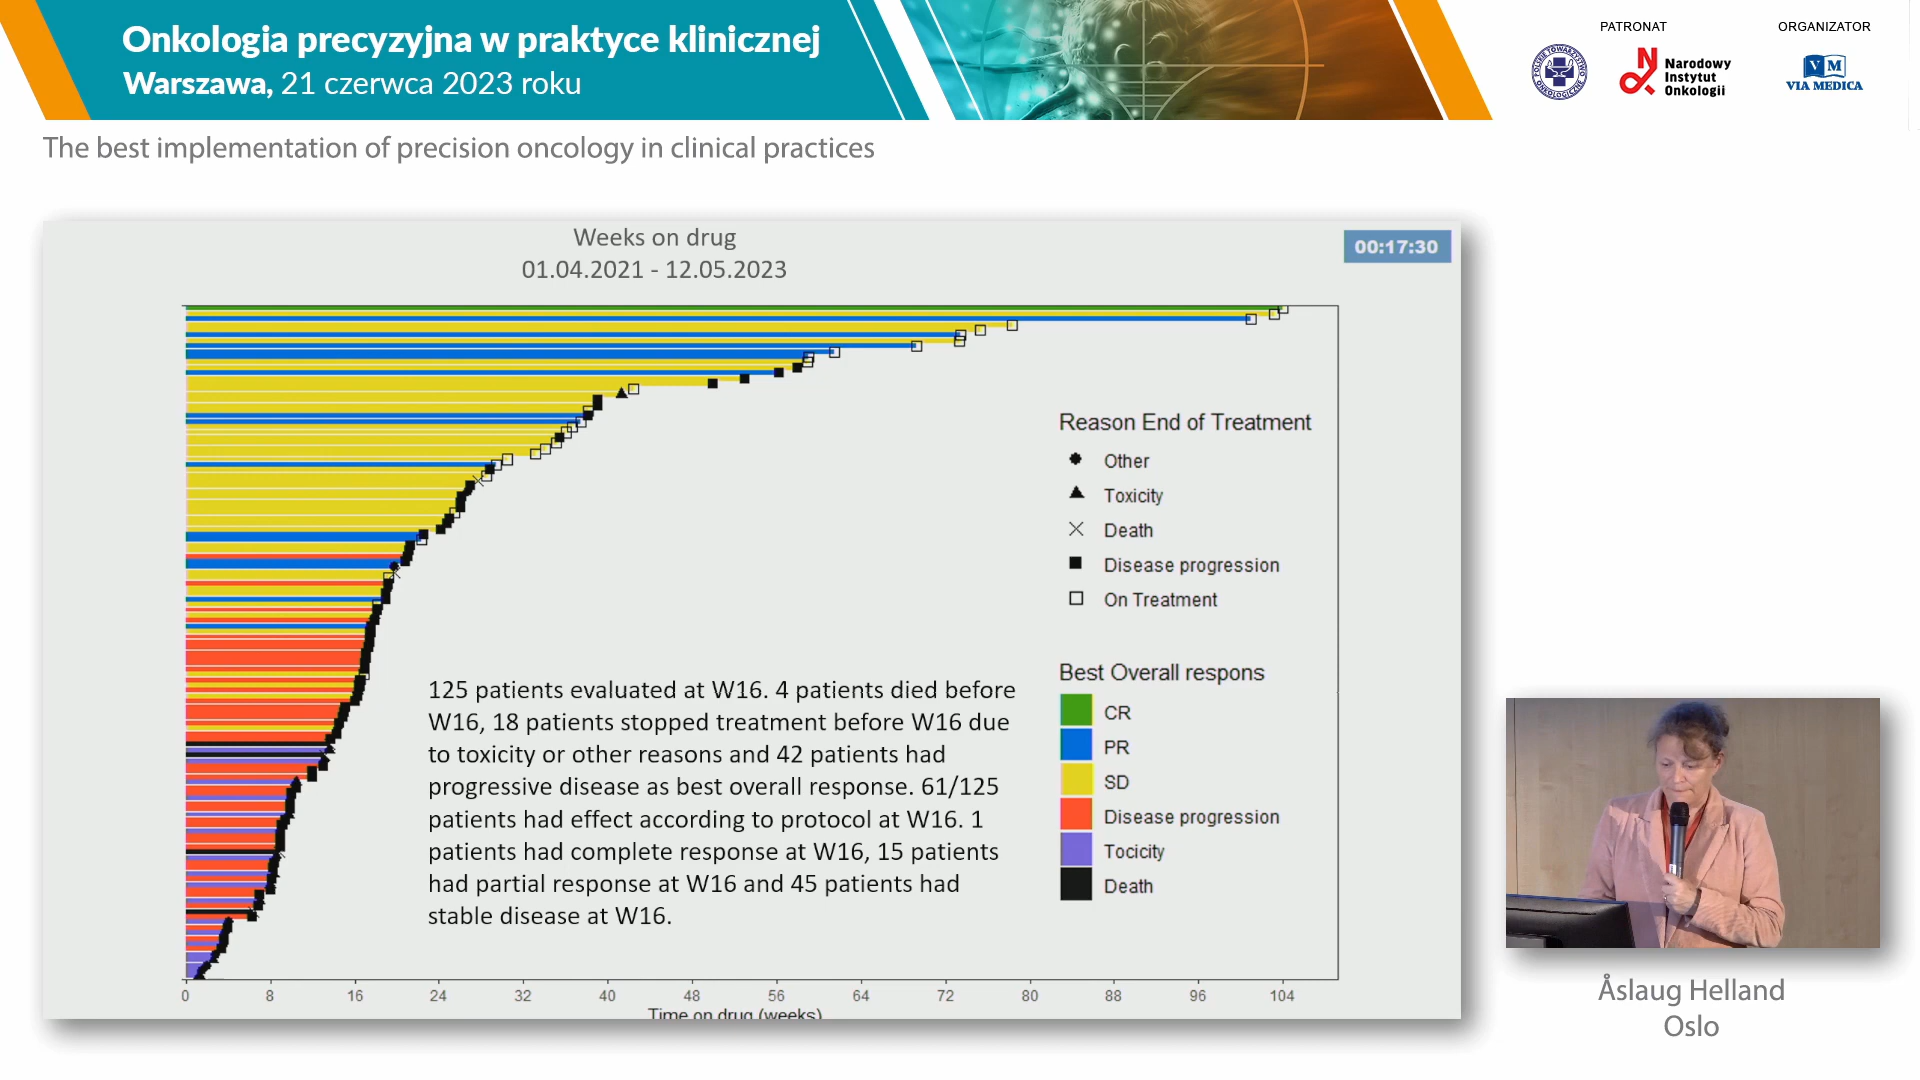 Onkologia precyzyjna w praktyce klinicznej
Warszawa, 21 czerwca 2023 roku
PATRONAT
ORGANIZATOR
POLSKIE TOWARZYSTWO ONKOLOGICZNE
Narodowy
Instytut
Onkologii
VM
VIA MEDICA
The best implementation of precision oncology in clinical practices
Weeks on drug
01.04.2021 - 12.05.2023
00:17:30
Reason End of Treatment
Other
Toxicity
Death
Disease progression
On Treatment
Best Overall respons
CR
PR
SD
Disease progression
Tocicity
Death
125 patients evaluated at W16. 4 patients died before
W16, 18 patients stopped treatment before W16 due
to toxicity or other reasons and 42 patients had
progressive disease as best overall response. 61/125
patients had effect according to protocol at W16. 1
patients had complete response at W16, 15 patients
had partial response at W16 and 45 patients had
stable disease at W16.
0 8 16 24 32 40 48 56 64 72 80 88 96 104
Time on drug (weeks)
Åslaug Helland
Oslo